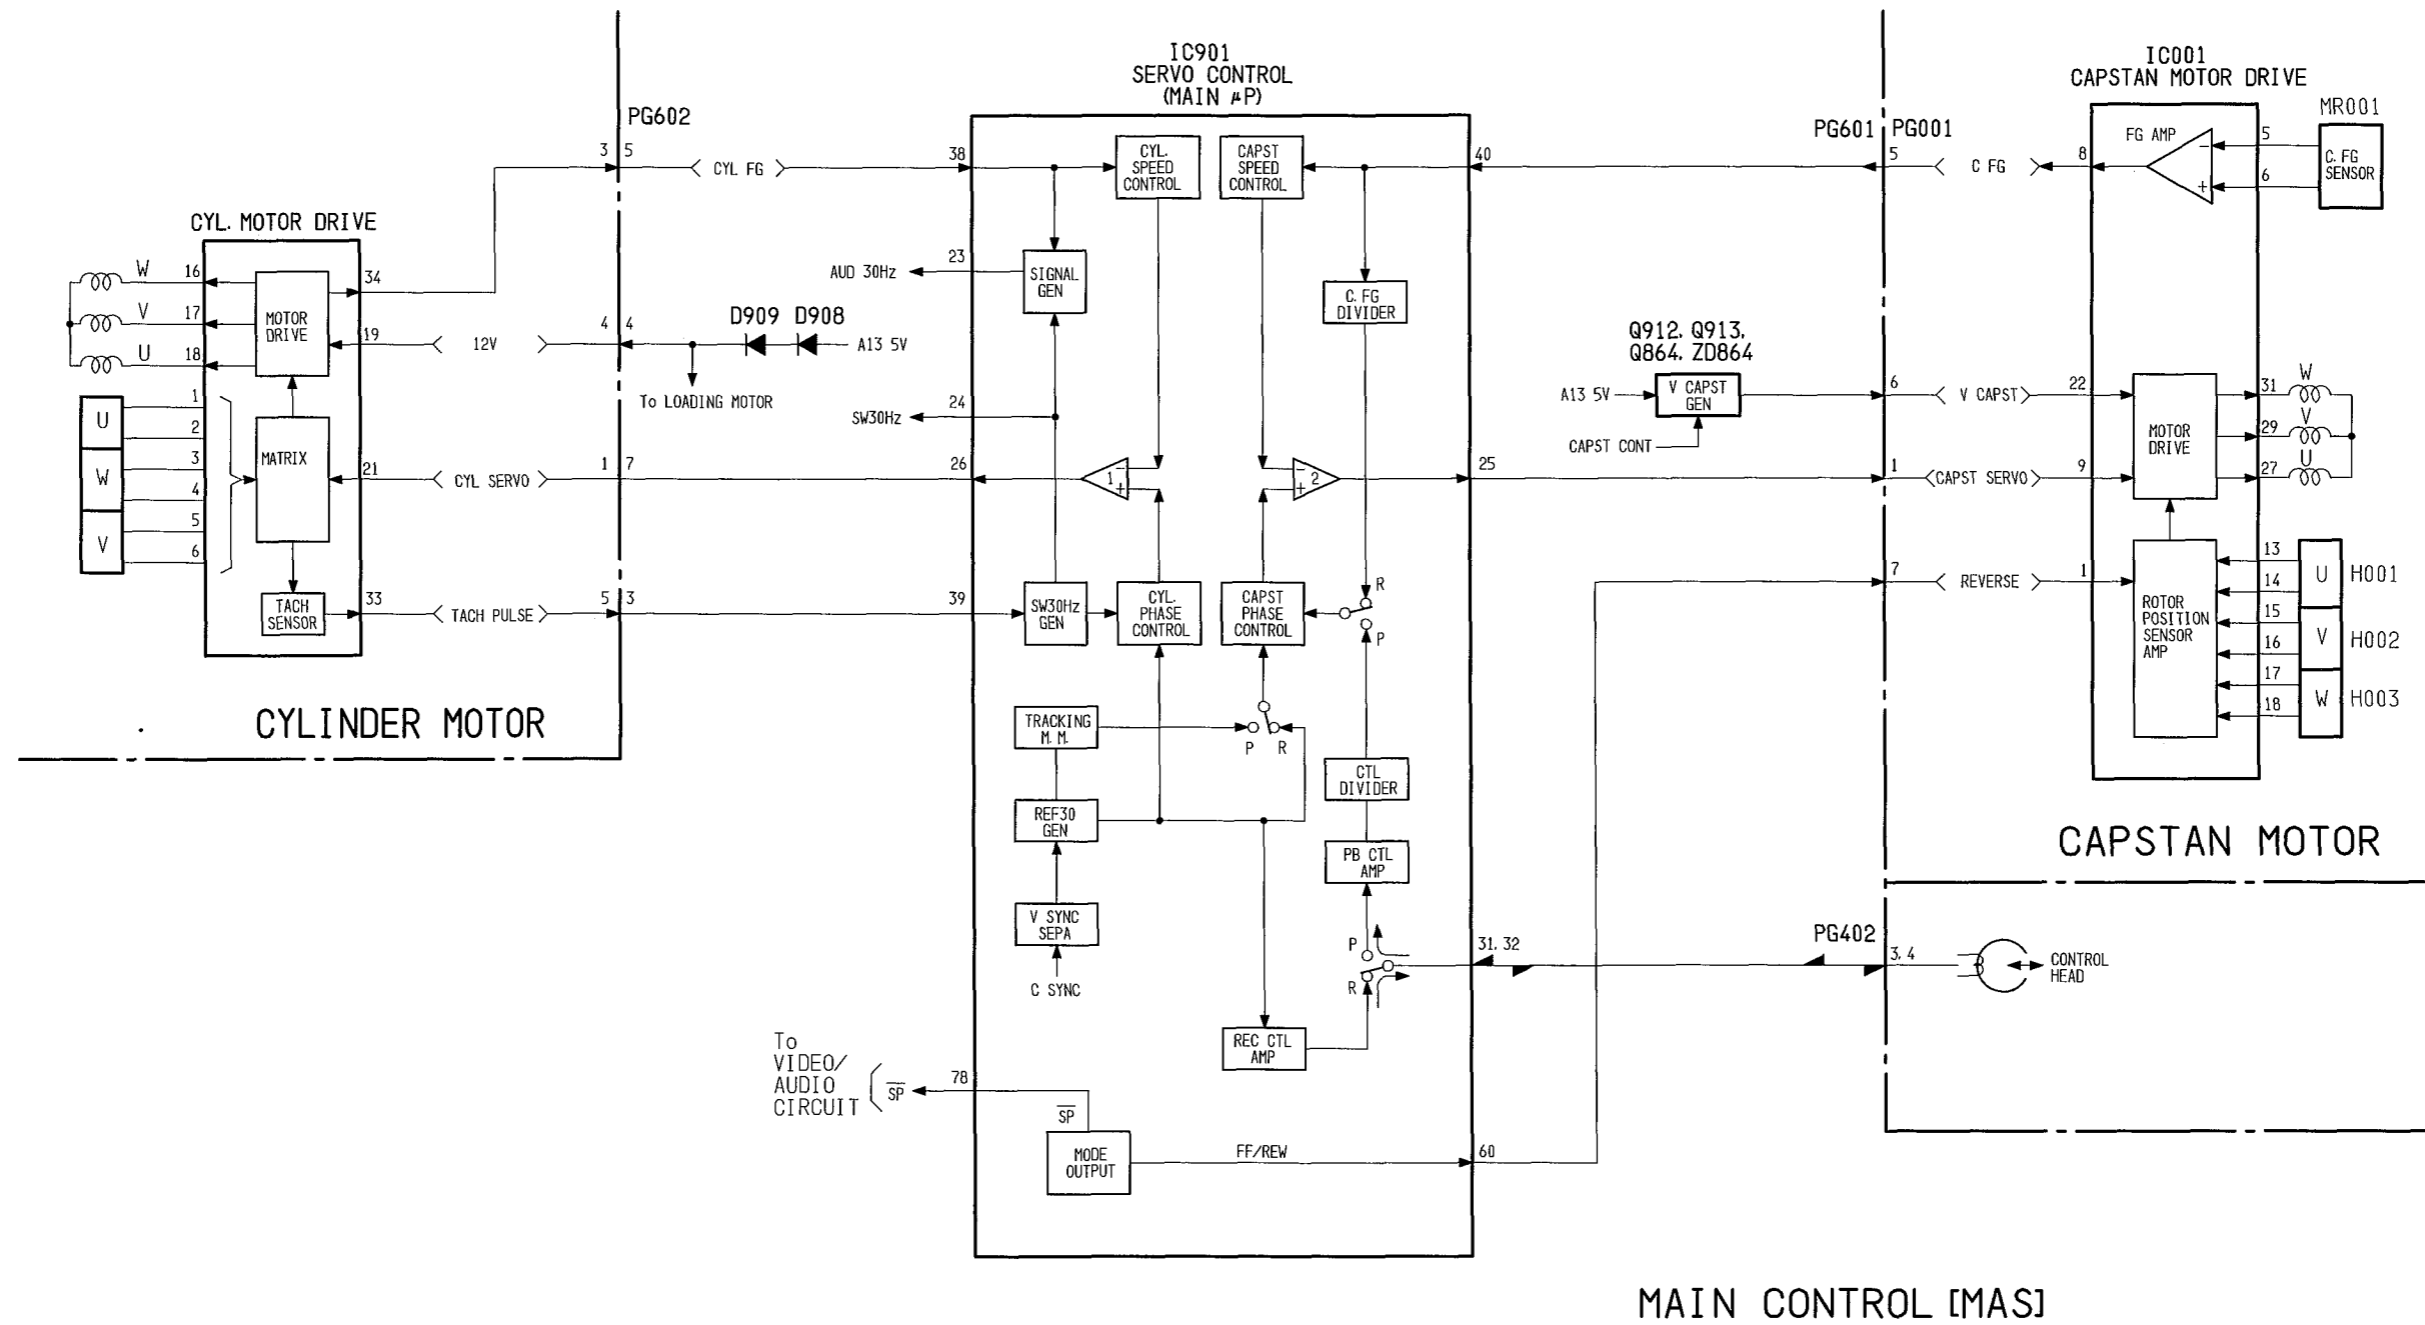 IC901
SERVO CONTROL
(MAIN μP)
IC001
CAPSTAN MOTOR DRIVE
MR001
PG602
PG601
PG001
3
5
CYL FG
38
CYL.
SPEED
CONTROL
CAPST
SPEED
CONTROL
40
5
C FG
8
FG AMP
-
+
5
6
C. FG
SENSOR
CYL. MOTOR DRIVE
W
16
V
17
U
18
MOTOR
DRIVE
34
19
12V
4
4
D909
D908
A13 5V
To LOADING MOTOR
AUD 30Hz
23
SIGNAL
GEN
C. FG
DIVIDER
Q912, Q913,
Q864, ZD864
A13 5V
V CAPST
GEN
CAPST CONT
6
V CAPST
22
MOTOR
DRIVE
31
W
29
V
27
U
U
W
V
1
2
3
4
5
6
MATRIX
21
CYL SERVO
1
7
SW30Hz
24
26
1
-
+
-
+
2
25
1
CAPST SERVO
9
TACH
SENSOR
33
TACH PULSE
5
3
39
SW30Hz
GEN
CYL.
PHASE
CONTROL
CAPST
PHASE
CONTROL
R
P
7
REVERSE
1
ROTOR
POSITION
SENSOR
AMP
13
14
15
16
17
18
U
V
W
H001
H002
H003
CYLINDER MOTOR
TRACKING
M. M.
P
R
CTL
DIVIDER
REF30
GEN
PB CTL
AMP
CAPSTAN MOTOR
V SYNC
SEPA
C SYNC
P
R
31, 32
PG402
3, 4
CONTROL
HEAD
REC CTL
AMP
To
VIDEO/
AUDIO
CIRCUIT
SP
78
SP
MODE
OUTPUT
FF/REW
60
MAIN CONTROL [MAS]